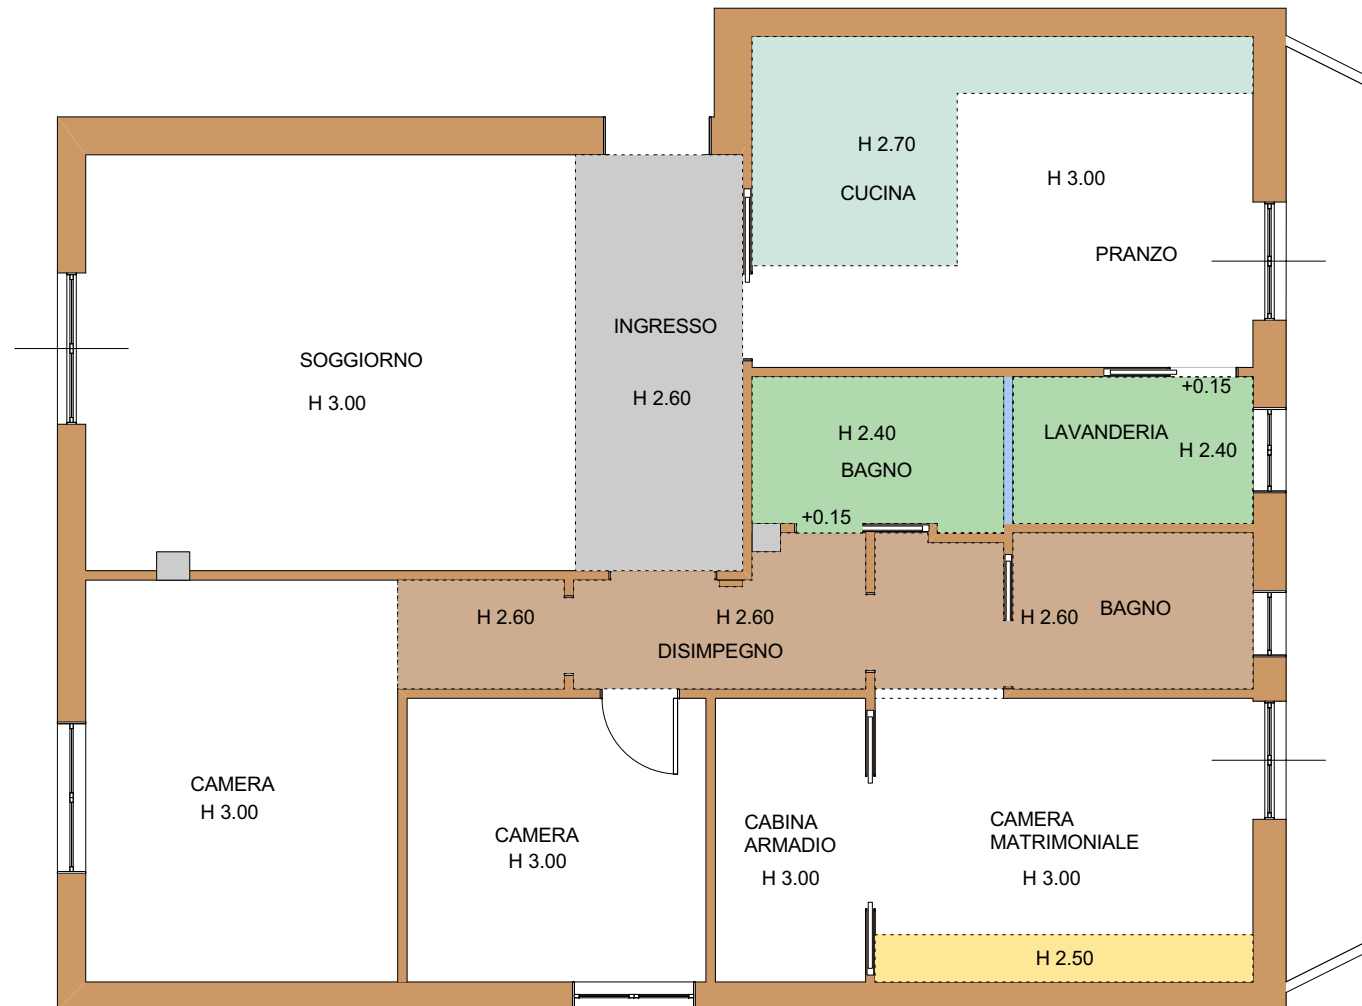 H 2.70
CUCINA
H 3.00
PRANZO
INGRESSO
H 2.60
SOGGIORNO
H 3.00
+0.15
H 2.40
BAGNO
LAVANDERIA
H 2.40
+0.15
H 2.60
H 2.60
DISIMPEGNO
BAGNO
H 2.60
CAMERA
H 3.00
CAMERA
H 3.00
CABINA
ARMADIO
H 3.00
CAMERA
MATRIMONIALE
H 3.00
H 2.50